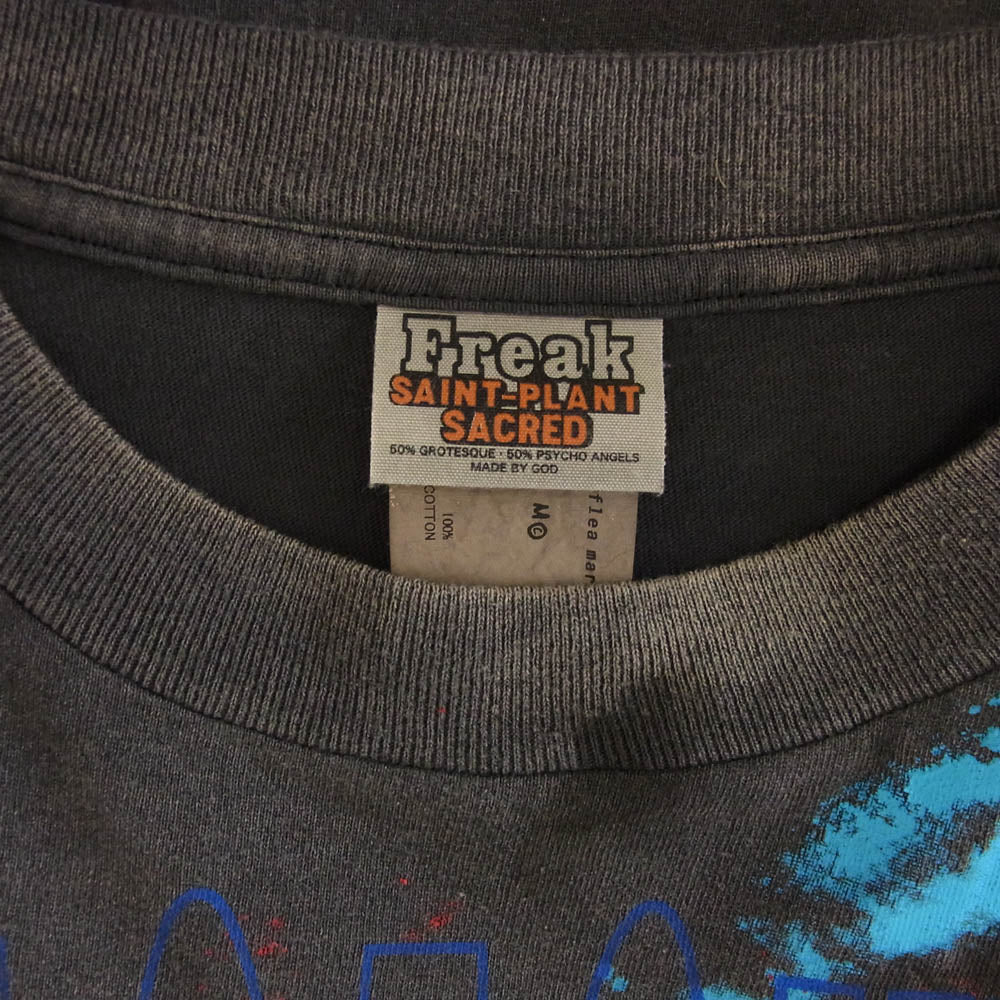 Freak
SAINT=PLANT
SACRED
50% GROTESQUE · 50% PSYCHO ANGELS
MADE BY GOD
100%
COTTON
M©
flea mar